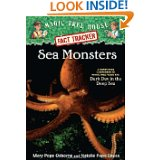 MAGIC TREE HOUSE
FACT TRACKER
Sea Monsters
Dark Day in the
Deep Sea
Mary Pope Osborne and Natalie Pope Boyce